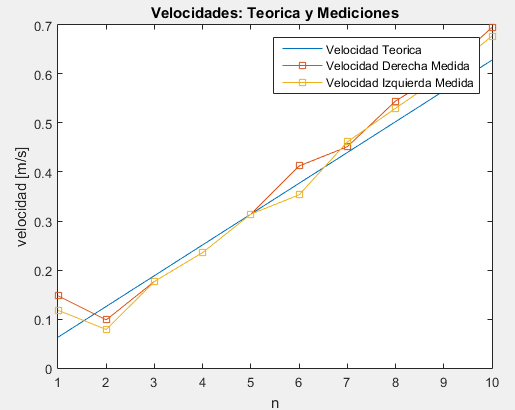 Velocidades: Teorica y Mediciones
0.7
0.6
0.5
0.4
0.3
0.2
0.1
0
velocidad [m/s]
Velocidad Teorica
Velocidad Derecha Medida
Velocidad Izquierda Medida
1 2 3 4 5 6 7 8 9 10
n